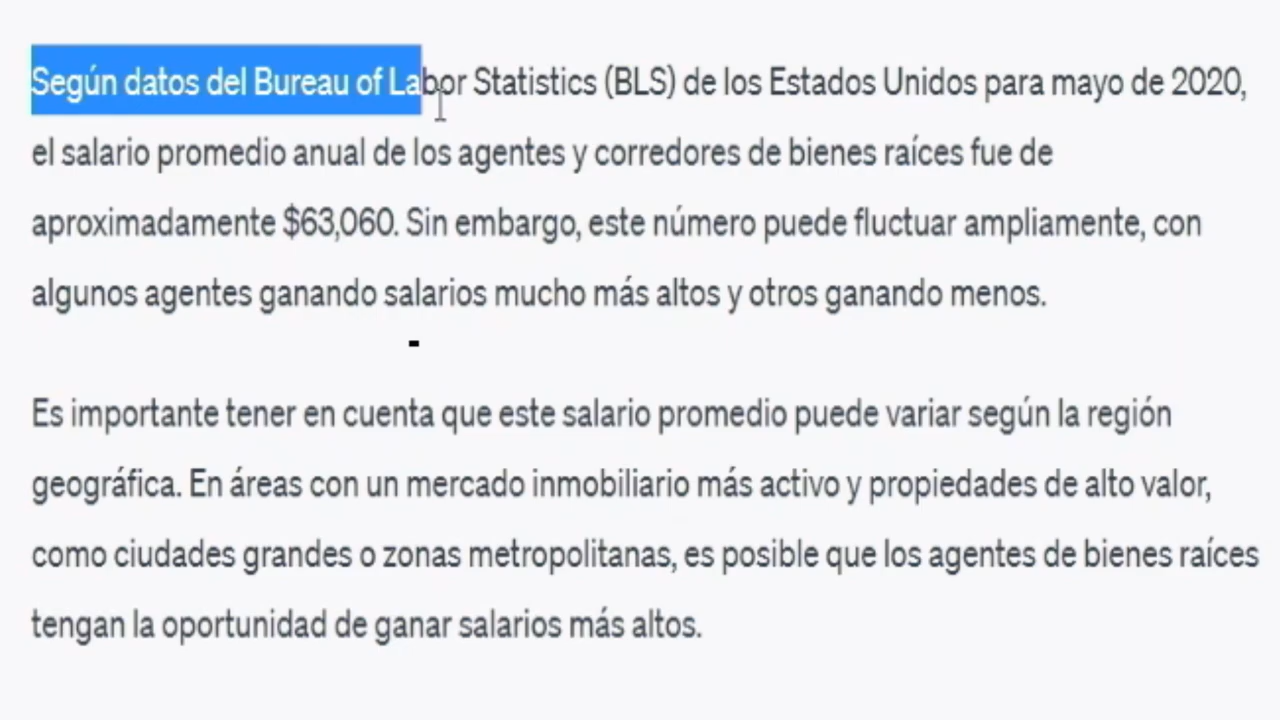 Según datos del Bureau of Labor Statistics (BLS) de los Estados Unidos para mayo de 2020,
el salario promedio anual de los agentes y corredores de bienes raíces fue de
aproximadamente $63,060. Sin embargo, este número puede fluctuar ampliamente, con
algunos agentes ganando salarios mucho más altos y otros ganando menos.
-
Es importante tener en cuenta que este salario promedio puede variar según la región
geográfica. En áreas con un mercado inmobiliario más activo y propiedades de alto valor,
como ciudades grandes o zonas metropolitanas, es posible que los agentes de bienes raíces
tengan la oportunidad de ganar salarios más altos.